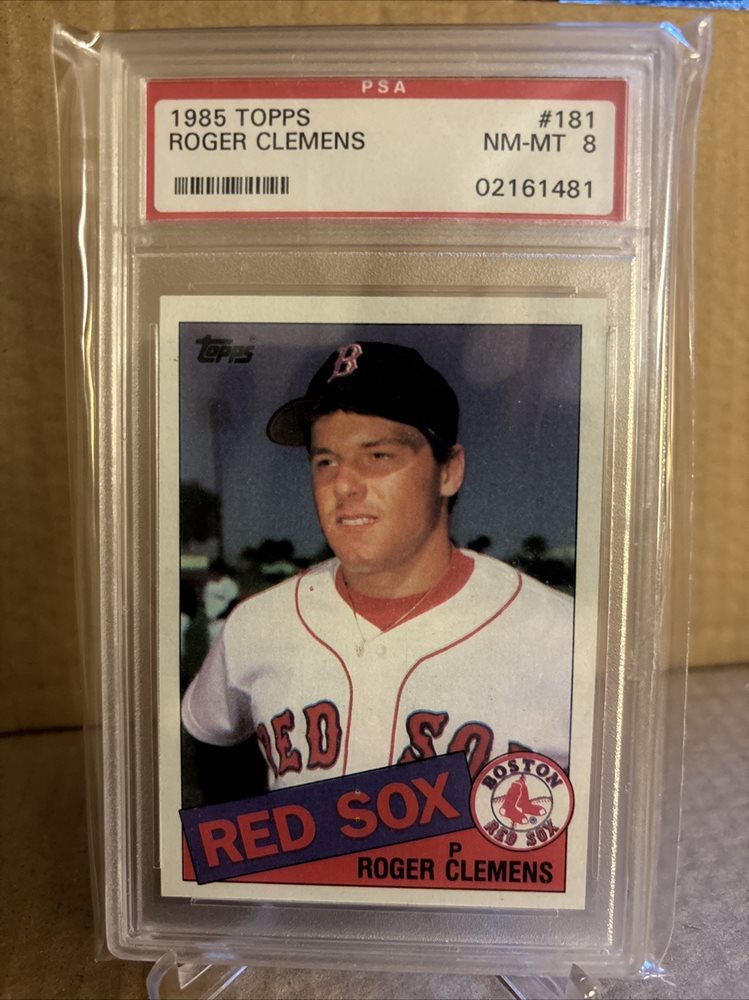 PSA
1985 TOPPS #181
ROGER CLEMENS NM-MT 8
02161481
Topps
B
RED SO
BOSTON
RED SOX
RED SOX
P
ROGER CLEMENS